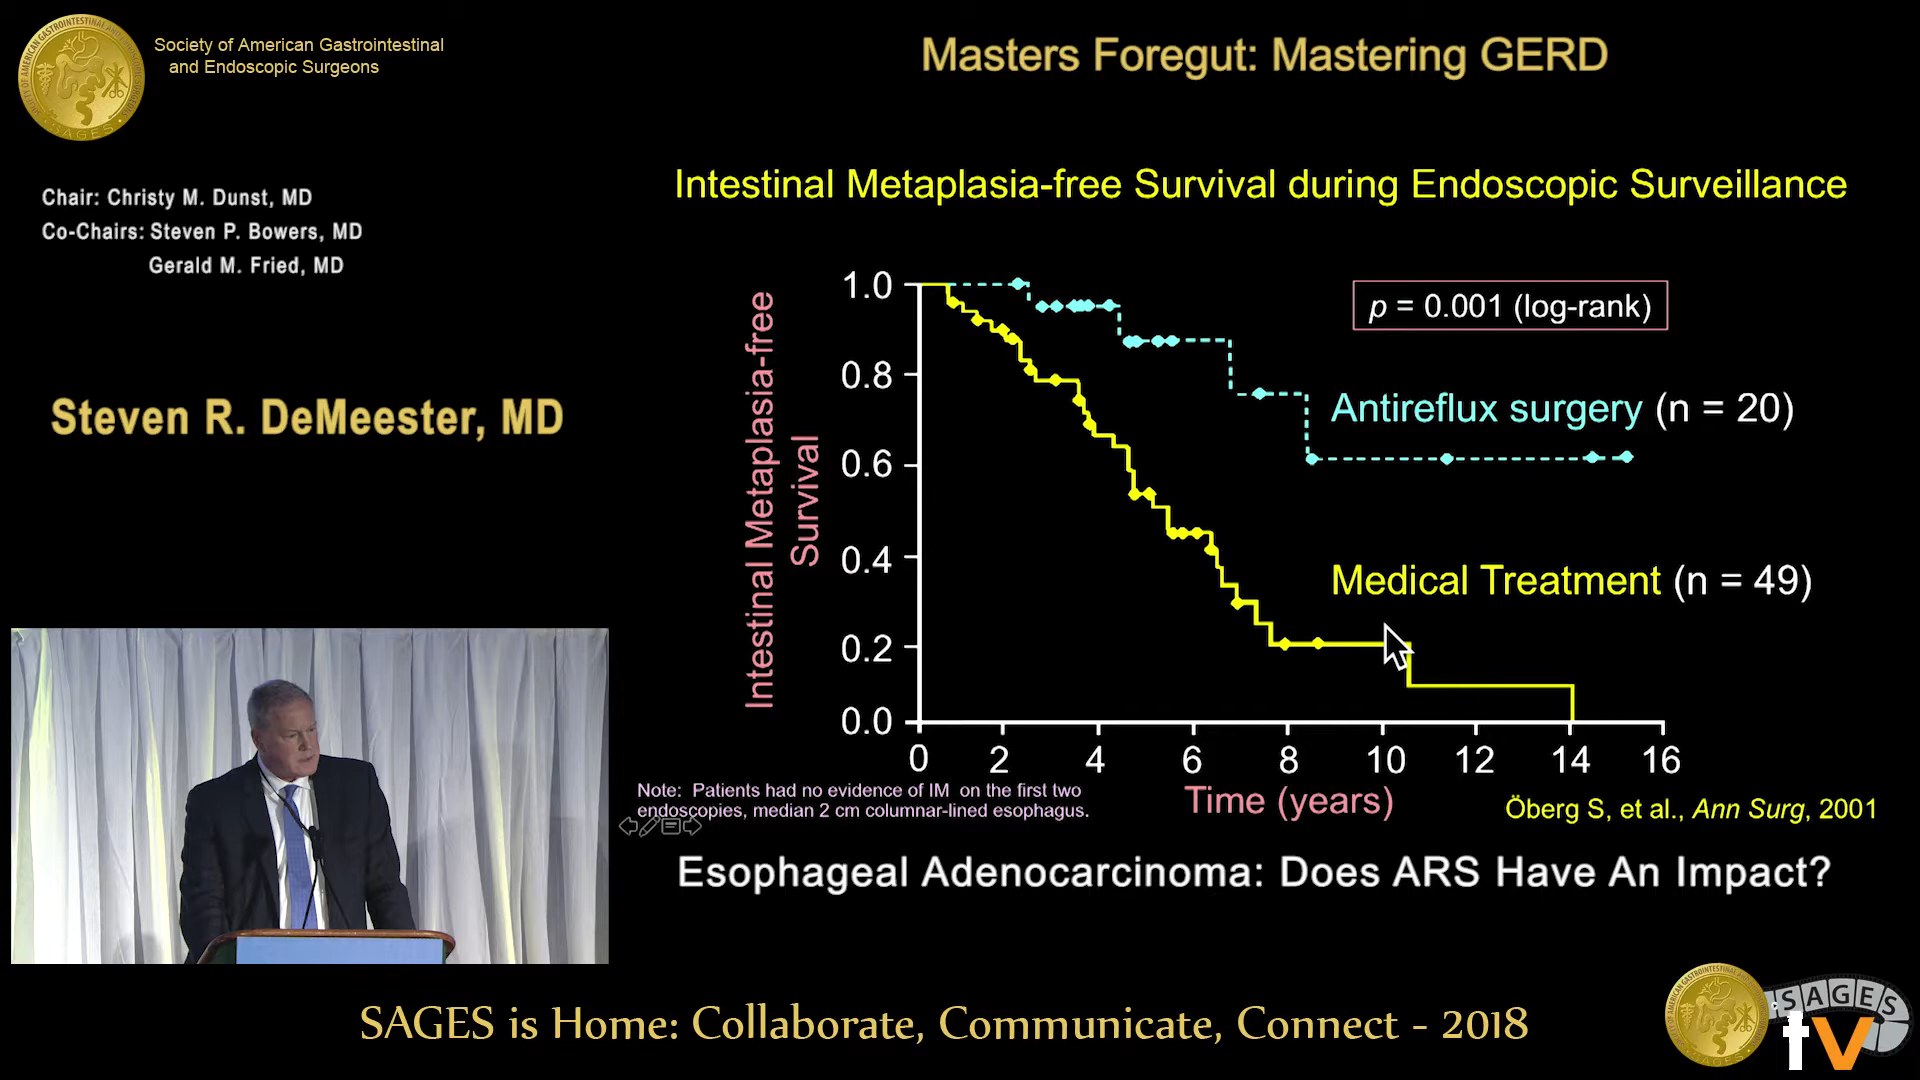 Society of American Gastrointestinal
and Endoscopic Surgeons
Masters Foregut: Mastering GERD
Chair: Christy M. Dunst, MD
Co-Chairs: Steven P. Bowers, MD
Gerald M. Fried, MD
Steven R. DeMeester, MD
Intestinal Metaplasia-free Survival during Endoscopic Surveillance
Intestinal Metaplasia-free
Survival
1.0
0.8
0.6
0.4
0.2
0.0
p = 0.001 (log-rank)
Antireflux surgery (n = 20)
Medical Treatment (n = 49)
0 2 4 6 8 10 12 14 16
Time (years)
Note: Patients had no evidence of IM on the first two
endoscopies, median 2 cm columnar-lined esophagus.
Öberg S, et al., Ann Surg, 2001
Esophageal Adenocarcinoma: Does ARS Have An Impact?
SAGES is Home: Collaborate, Communicate, Connect - 2018
SAGES
tv